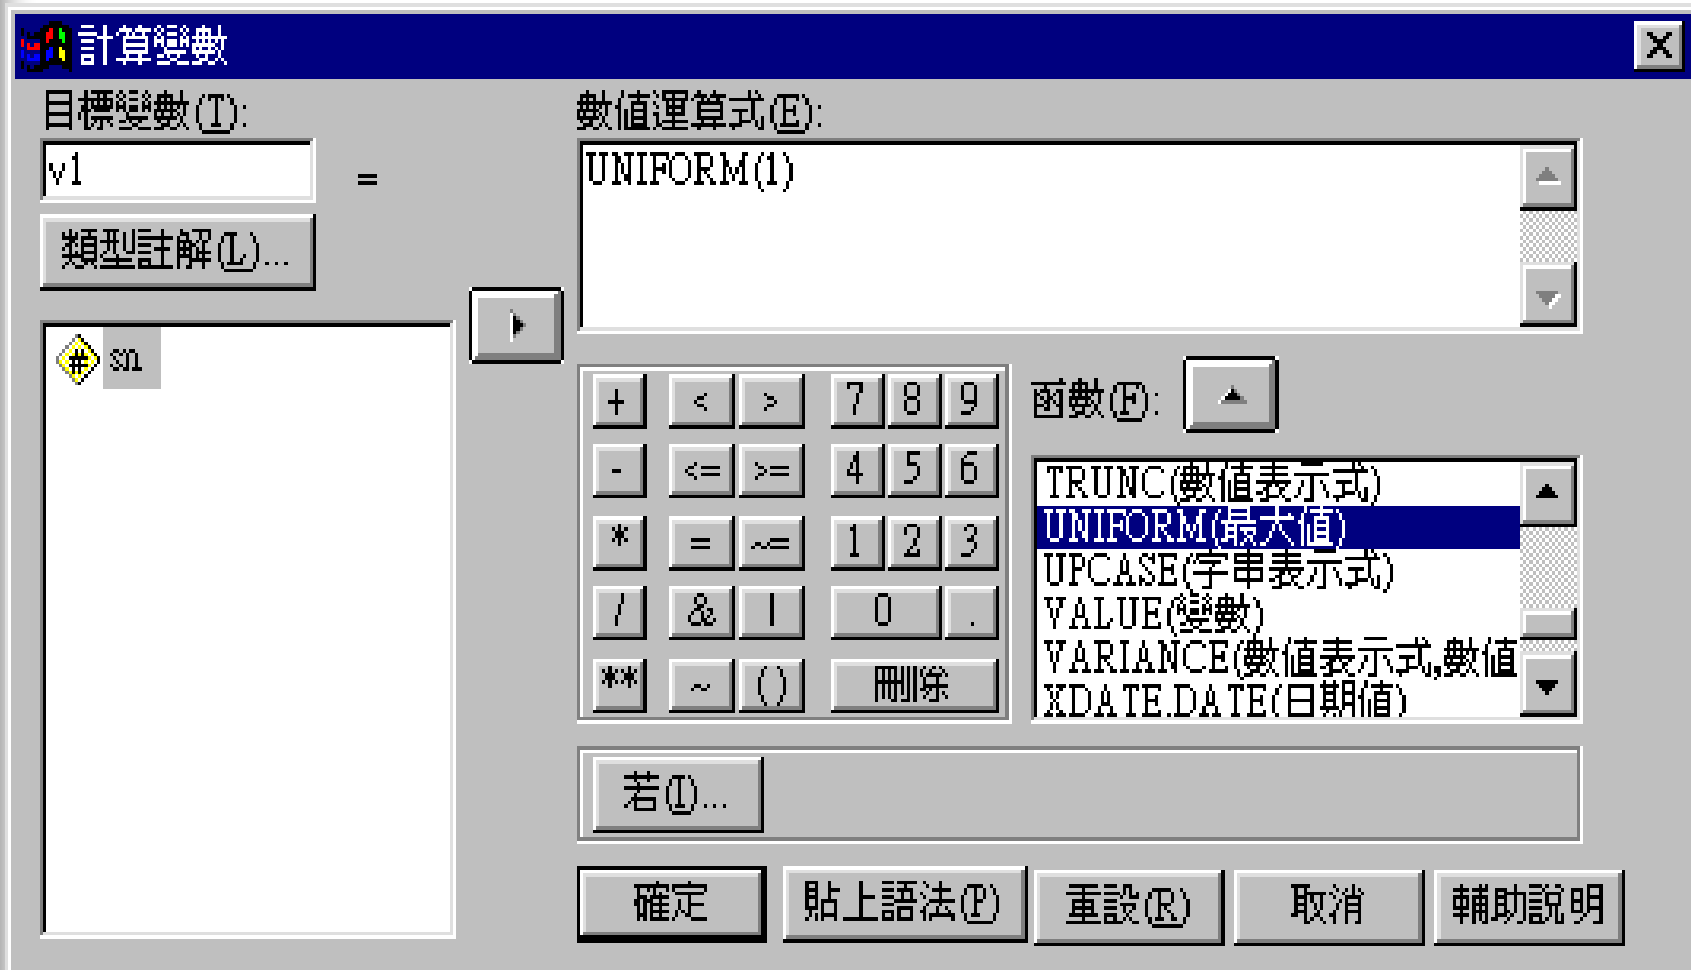 計算變數
目標變數(T):
數值運算式(E):
v1
=
UNIFORM(1)
類型註解(L)...
sn
+ < > 7 8 9
- <= >= 4 5 6
* = ~= 1 2 3
/ & | 0 .
** ~ () 刪除
函數(F):
TRUNC(數值表示式)
UNIFORM(最大值)
UPCASE(字串表示式)
VALUE(變數)
VARIANCE(數值表示式,數值
XDATE.DATE(日期值)
若(I)...
確定 貼上語法(P) 重設(R) 取消 輔助說明